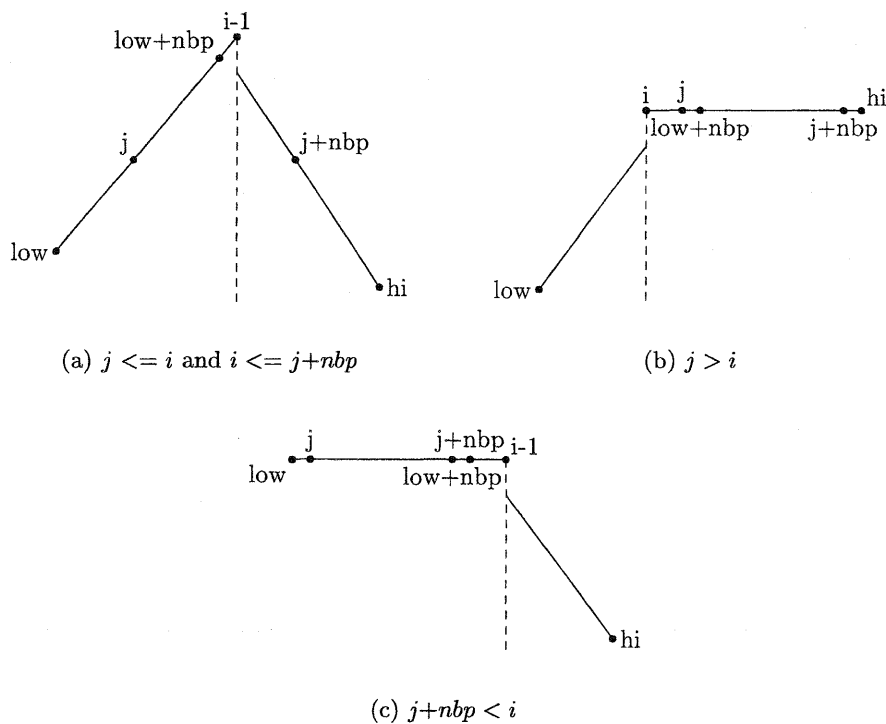 i-1
low+nbp
j
j+nbp
low
hi
(a) j <= i and i <= j+nbp
i
j
hi
low+nbp
j+nbp
low
(b) j > i
j
j+nbp
i-1
low
low+nbp
hi
(c) j+nbp < i